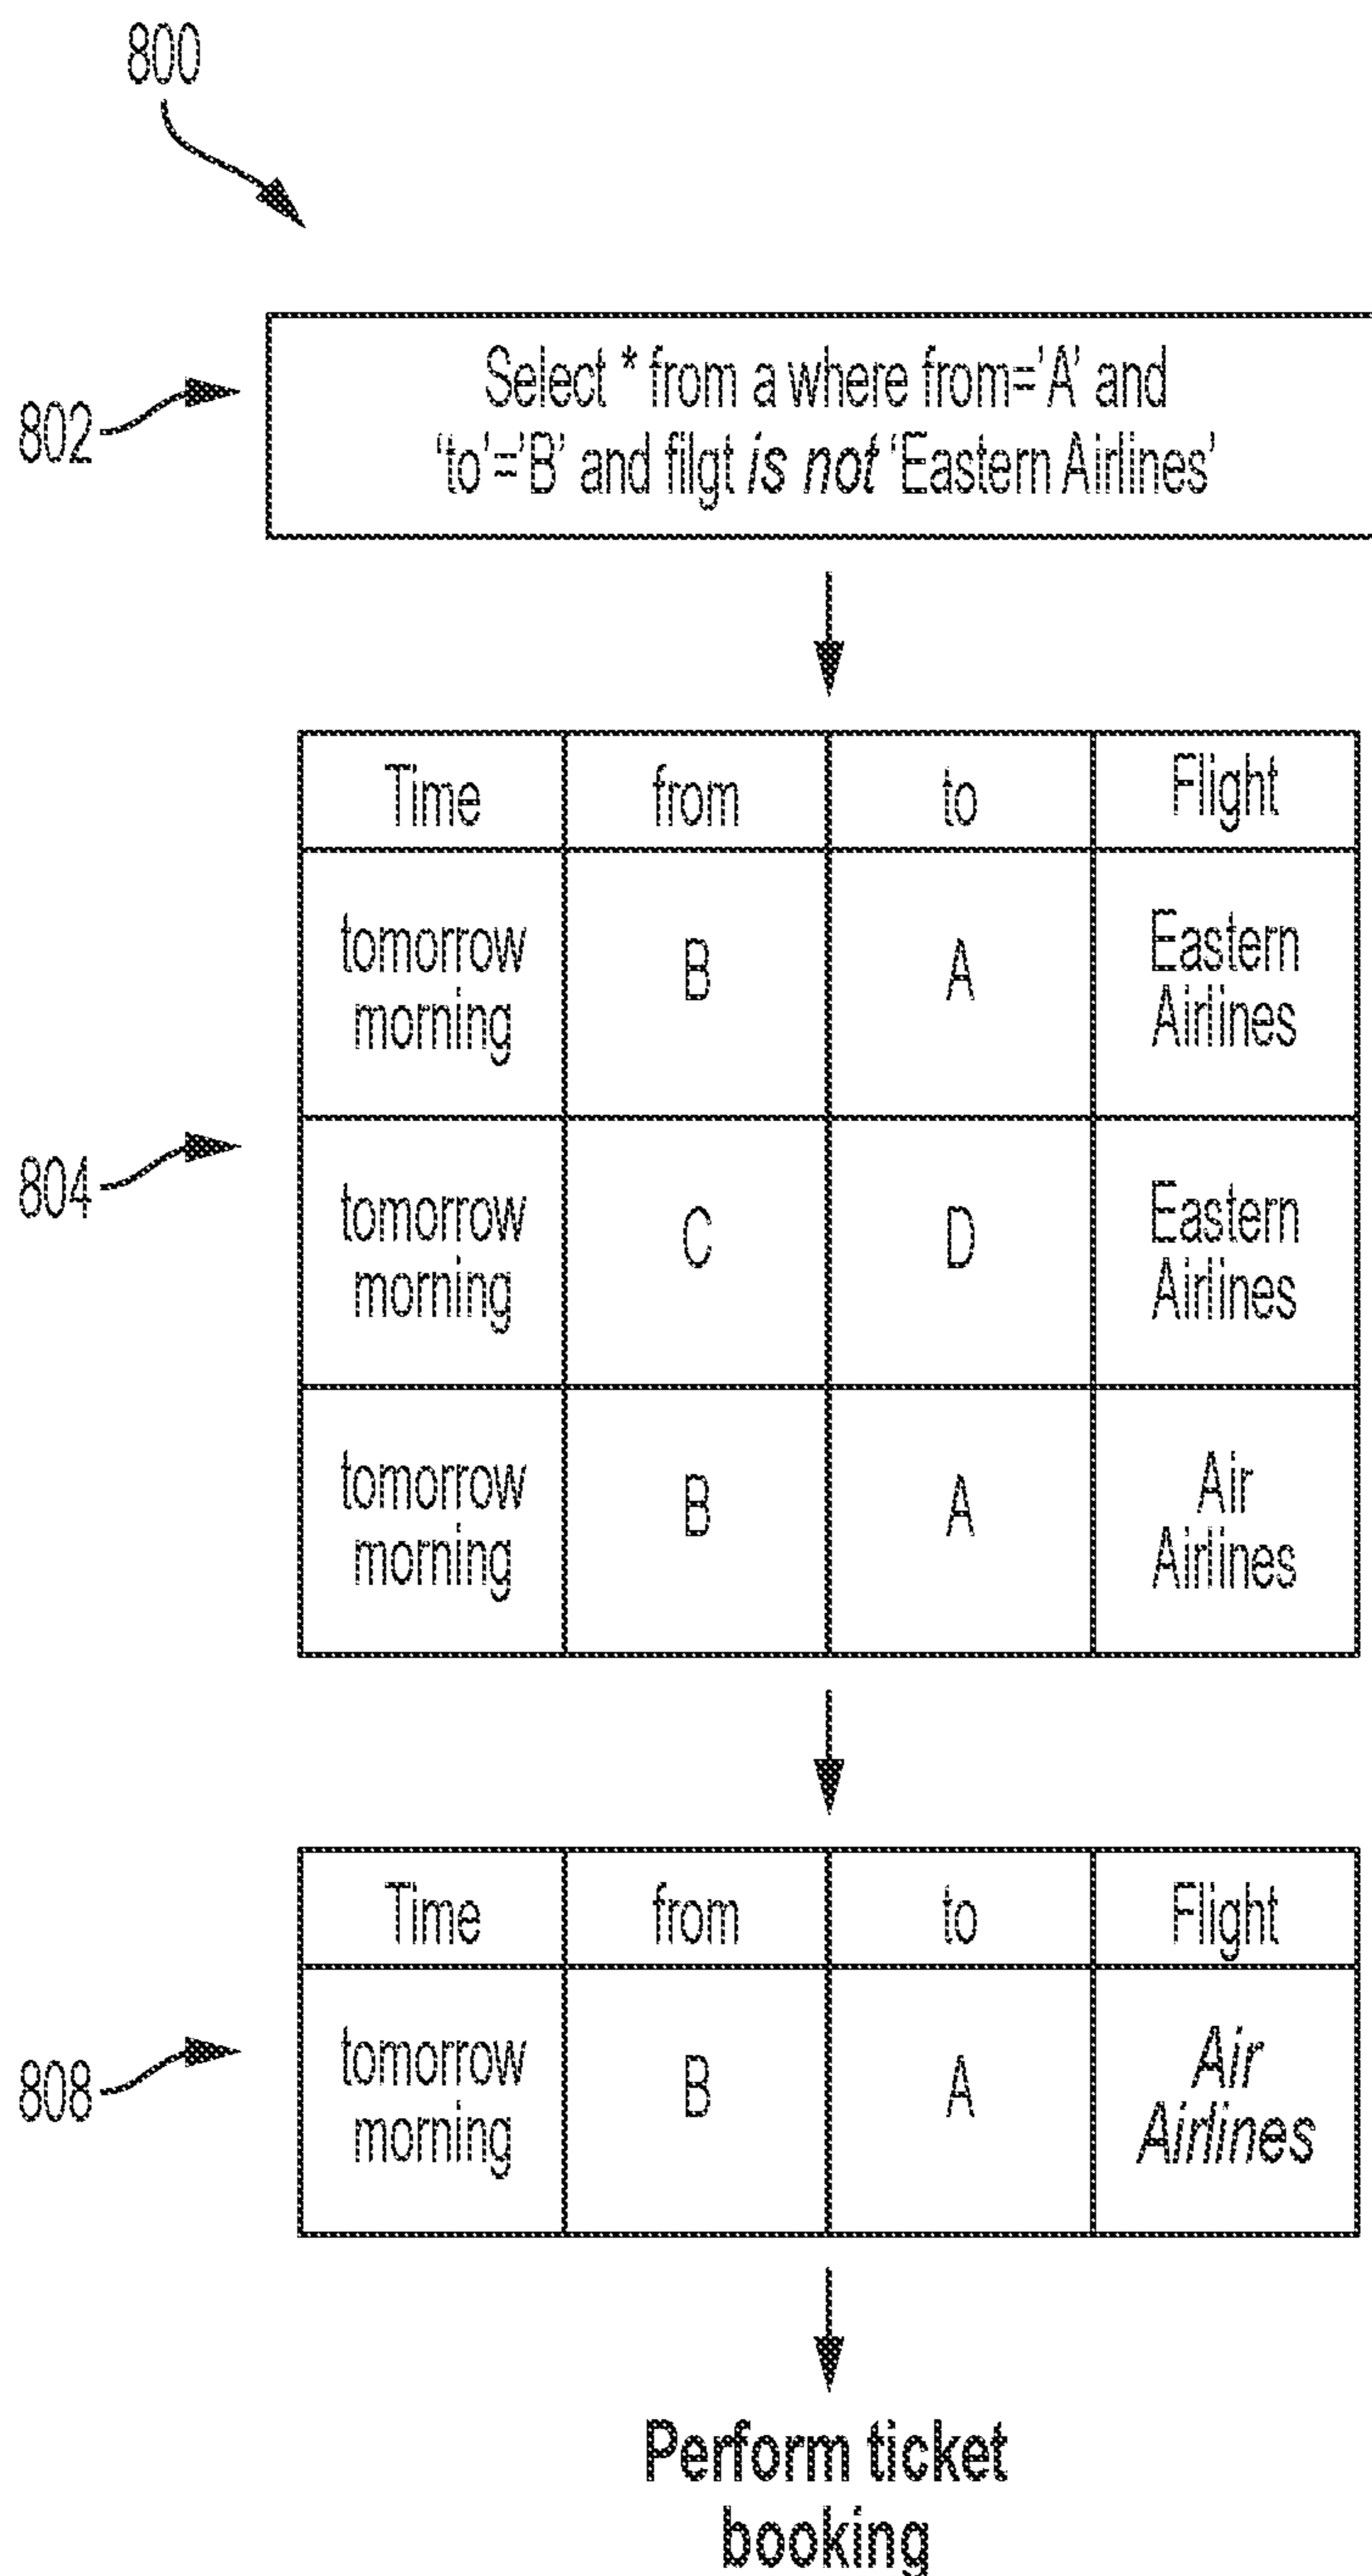 800
802
Select * from a where from='A' and
'to'='B' and filgt is not 'Eastern Airlines'
Time from to Flight
tomorrow B A Eastern
morning Airlines
804
tomorrow C D Eastern
morning Airlines
tomorrow B A Air
morning Airlines
Time from to Flight
808
tomorrow B A Air
morning Airlines
Perform ticket
booking